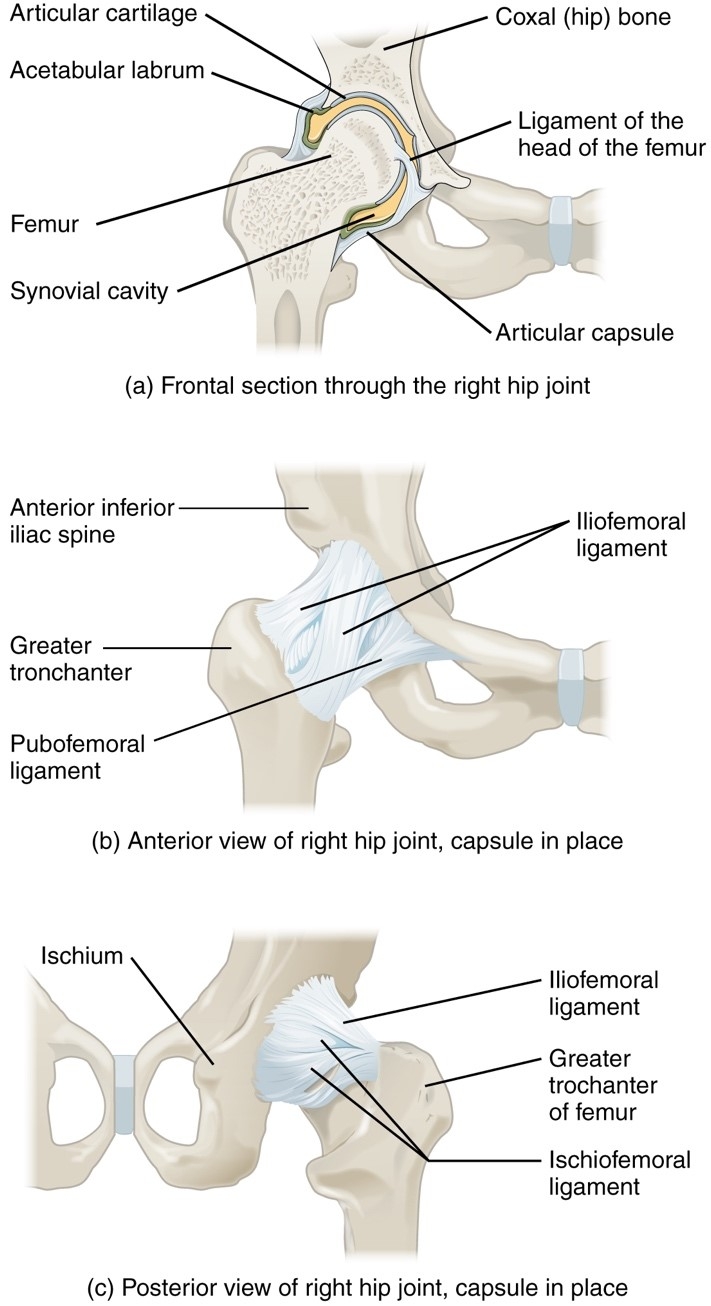 Articular cartilage
Coxal (hip) bone
Acetabular labrum
Ligament of the
head of the femur
Femur
Synovial cavity
Articular capsule
(a) Frontal section through the right hip joint
Anterior inferior
iliac spine
Iliofemoral
ligament
Greater
tronchanter
Pubofemoral
ligament
(b) Anterior view of right hip joint, capsule in place
Ischium
Iliofemoral
ligament
Greater
trochanter
of femur
Ischiofemoral
ligament
(c) Posterior view of right hip joint, capsule in place